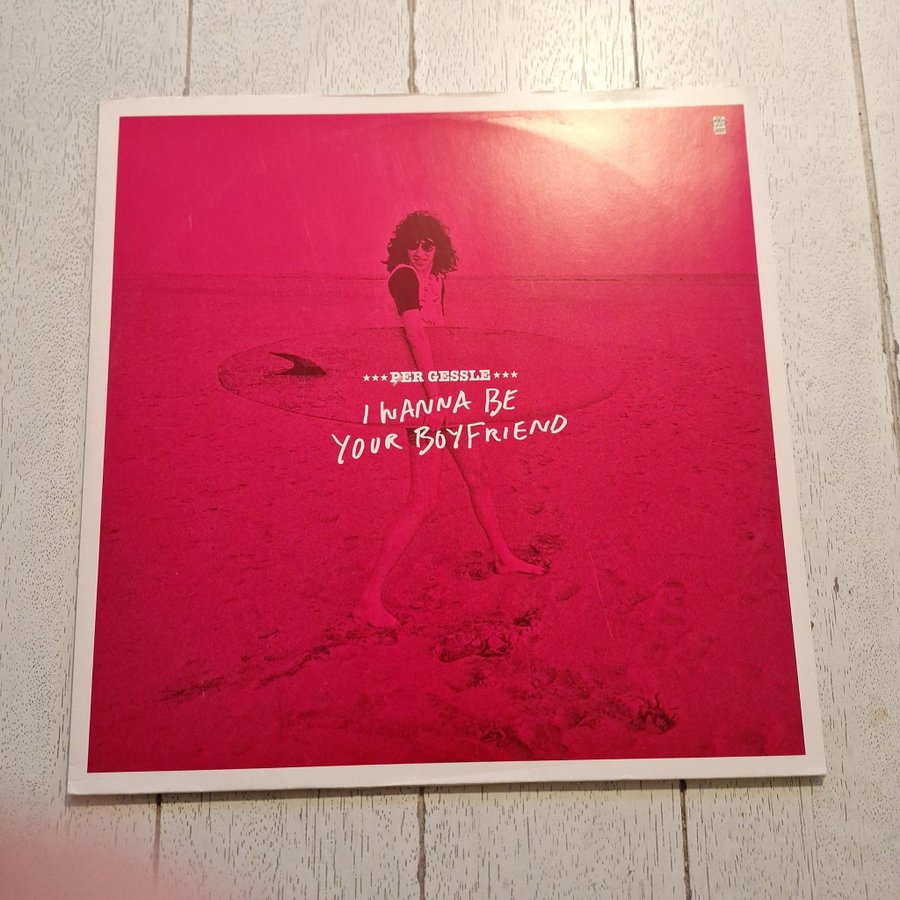 ***PER GESSLE***
I WANNA BE
YOUR BOYFRIEND